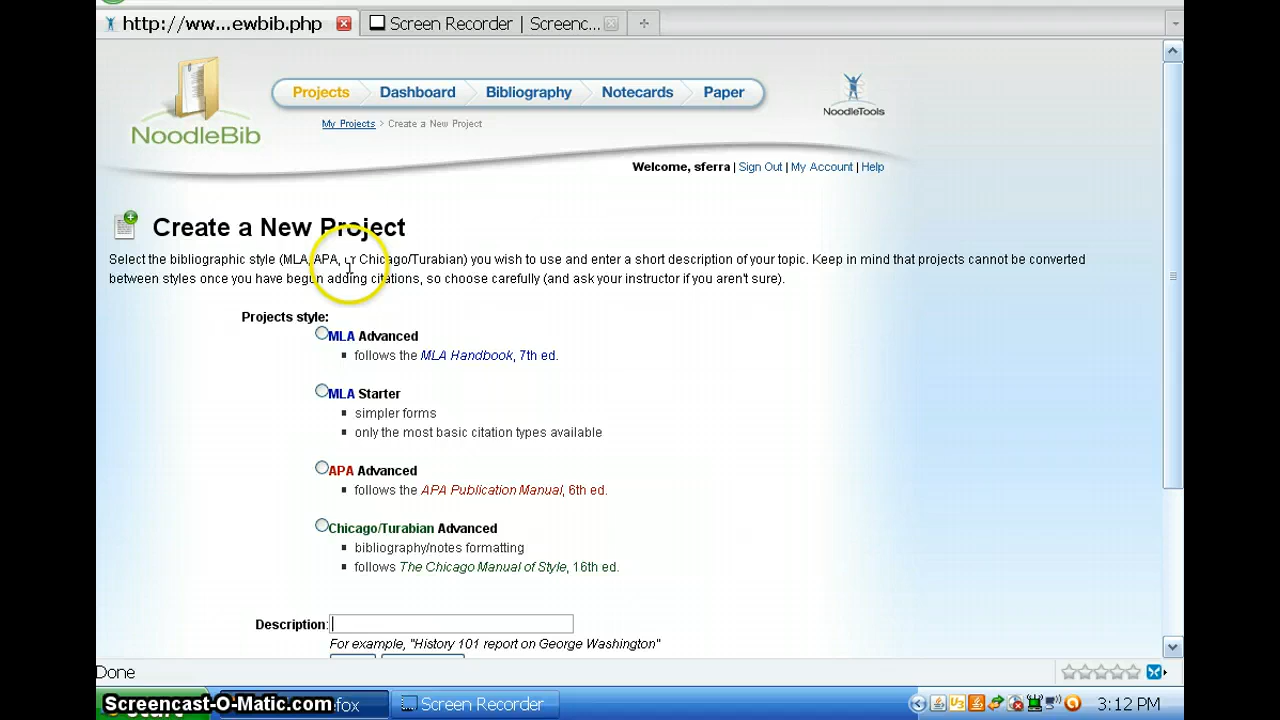 http://ww...ewbib.php
Screen Recorder | Screenc...
Projects
Dashboard
Bibliography
Notecards
Paper
NoodleBib
NoodleTools
My Projects > Create a New Project
Welcome, sferra | Sign Out | My Account | Help
Create a New Project
Select the bibliographic style (MLA, APA, or Chicago/Turabian) you wish to use and enter a short description of your topic. Keep in mind that projects cannot be converted
between styles once you have begun adding citations, so choose carefully (and ask your instructor if you aren't sure).
Projects style:
MLA Advanced
▪ follows the MLA Handbook, 7th ed.
MLA Starter
▪ simpler forms
▪ only the most basic citation types available
APA Advanced
▪ follows the APA Publication Manual, 6th ed.
Chicago/Turabian Advanced
▪ bibliography/notes formatting
▪ follows The Chicago Manual of Style, 16th ed.
Description:
For example, "History 101 report on George Washington"
Done
Screencast-O-Matic.com
efox
Screen Recorder
3:12 PM